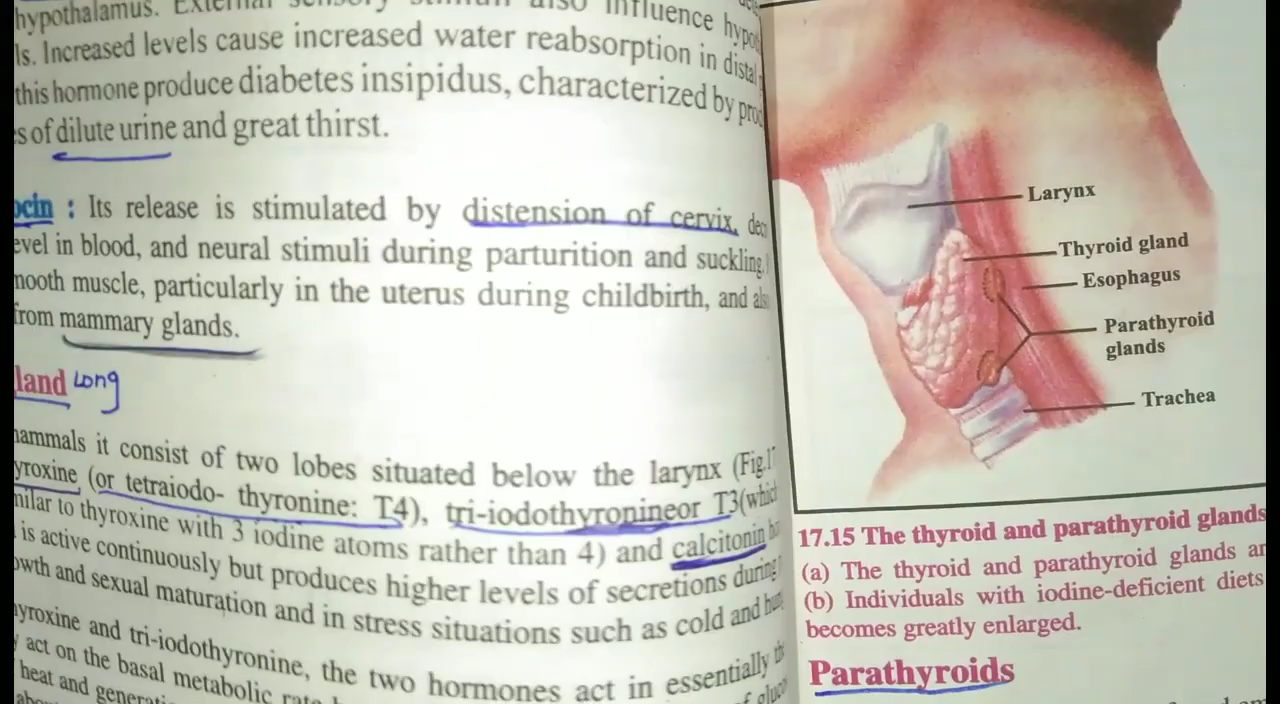 hypothalamus. External sensory stimuli also influence
ls. Increased levels cause increased water reabsorption in distal
this hormone produce diabetes insipidus, characterized by
s of dilute urine and great thirst.
ocin : Its release is stimulated by distension of cervix,
evel in blood, and neural stimuli during parturition and suckling.
mooth muscle, particularly in the uterus during childbirth, and
from mammary glands.
land Long
ammals it consist of two lobes situated below the larynx (Fig.17
yroxine (or tetraiodo- thyronine: T4), tri-iodothyronineor T3(which
milar to thyroxine with 3 iodine atoms rather than 4) and calcitonin
is active continuously but produces higher levels of secretions during
owth and sexual maturation and in stress situations such as cold and
yroxine and tri-iodothyronine, the two hormones act in essentially
act on the basal metabolic
heat and
Larynx
Thyroid gland
Esophagus
Parathyroid
glands
Trachea
17.15 The thyroid and parathyroid glands
(a) The thyroid and parathyroid glands ar
(b) Individuals with iodine-deficient diets
becomes greatly enlarged.
Parathyroids